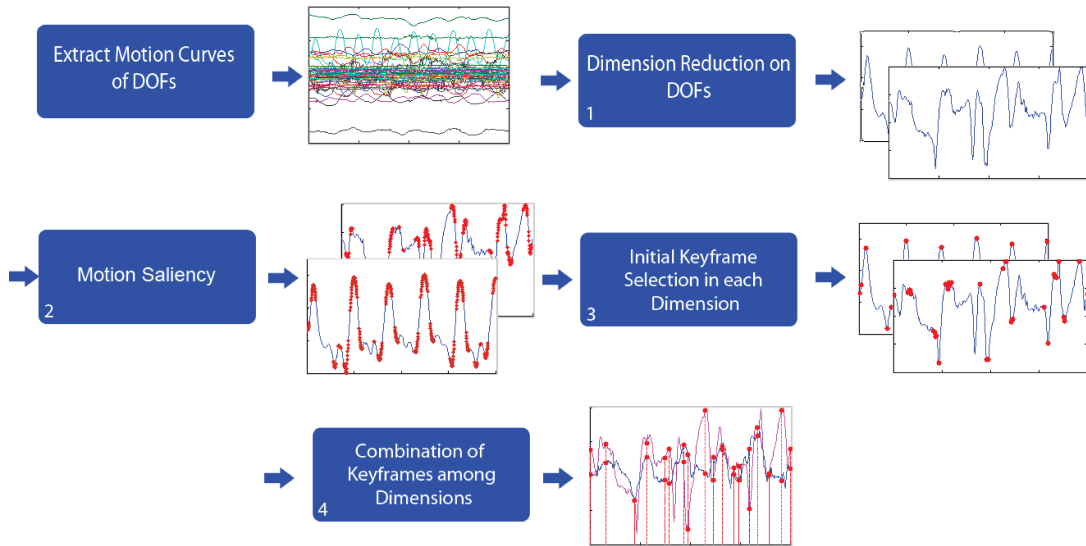 Extract Motion Curves
of DOFs
Dimension Reduction on
DOFs
1
Motion Saliency
2
Initial Keyframe
Selection in each
Dimension
3
Combination of
Keyframes among
Dimensions
4